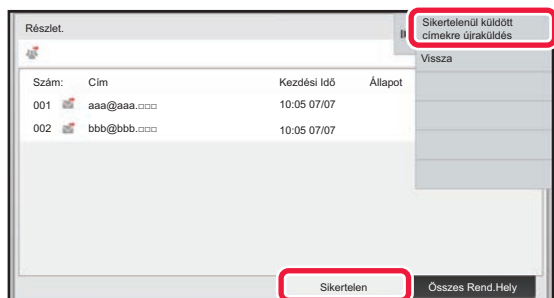 Részlet.
Sikertelenül küldött
címekre újraküldés
Vissza
Szám: Cím Kezdési Idő Állapot
001 aaa@aaa.□□□ 10:05 07/07
002 bbb@bbb.□□□ 10:05 07/07
Sikertelen Összes Rend.Hely